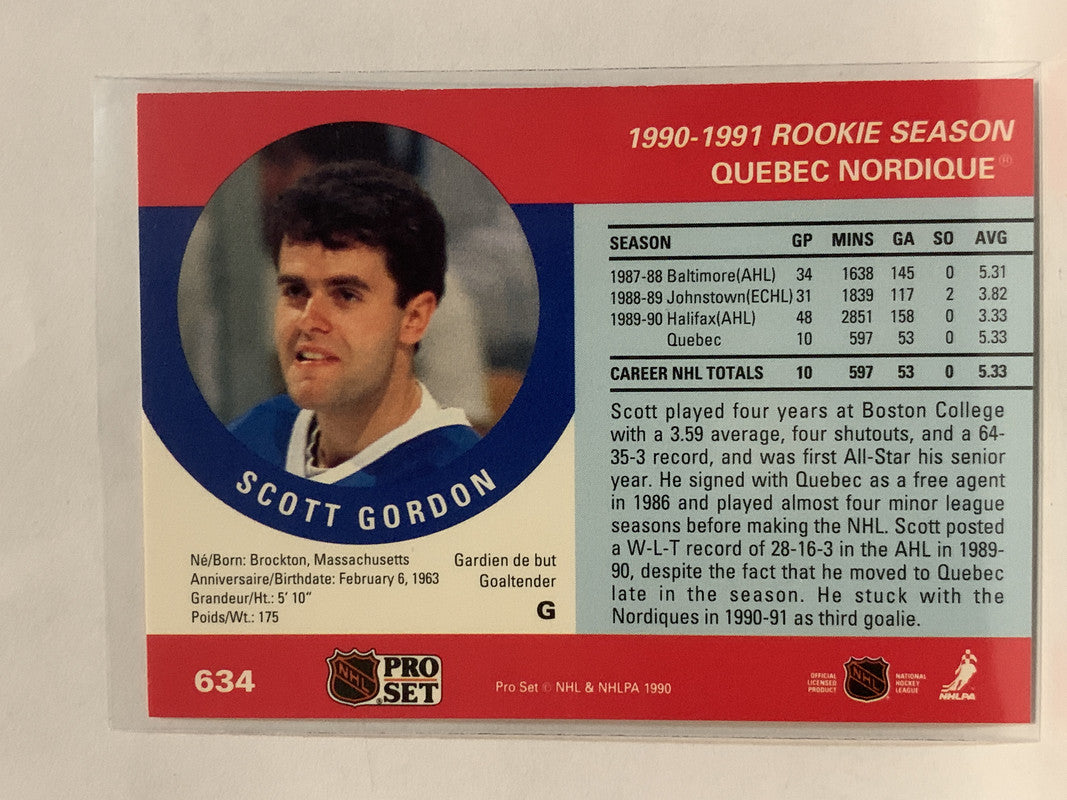 1990-1991 ROOKIE SEASON
QUEBEC NORDIQUE®
SEASON GP MINS GA SO AVG
1987-88 Baltimore(AHL) 34 1638 145 0 5.31
1988-89 Johnstown(ECHL) 31 1839 117 2 3.82
1989-90 Halifax(AHL) 48 2851 158 0 3.33
Quebec 10 597 53 0 5.33
CAREER NHL TOTALS 10 597 53 0 5.33
Scott played four years at Boston College
with a 3.59 average, four shutouts, and a 64-
35-3 record, and was first All-Star his senior
year. He signed with Quebec as a free agent
in 1986 and played almost four minor league
seasons before making the NHL. Scott posted
a W-L-T record of 28-16-3 in the AHL in 1989-
90, despite the fact that he moved to Quebec
late in the season. He stuck with the
Nordiques in 1990-91 as third goalie.
SCOTT GORDON
Né/Born: Brockton, Massachusetts
Anniversaire/Birthdate: February 6, 1963
Grandeur/Ht.: 5' 10"
Poids/Wt.: 175
Gardien de but
Goaltender
G
634
NHL
PRO
SET
Pro Set © NHL & NHLPA 1990
OFFICIAL
LICENSED
PRODUCT
NHL
NATIONAL
HOCKEY
LEAGUE
NHLPA